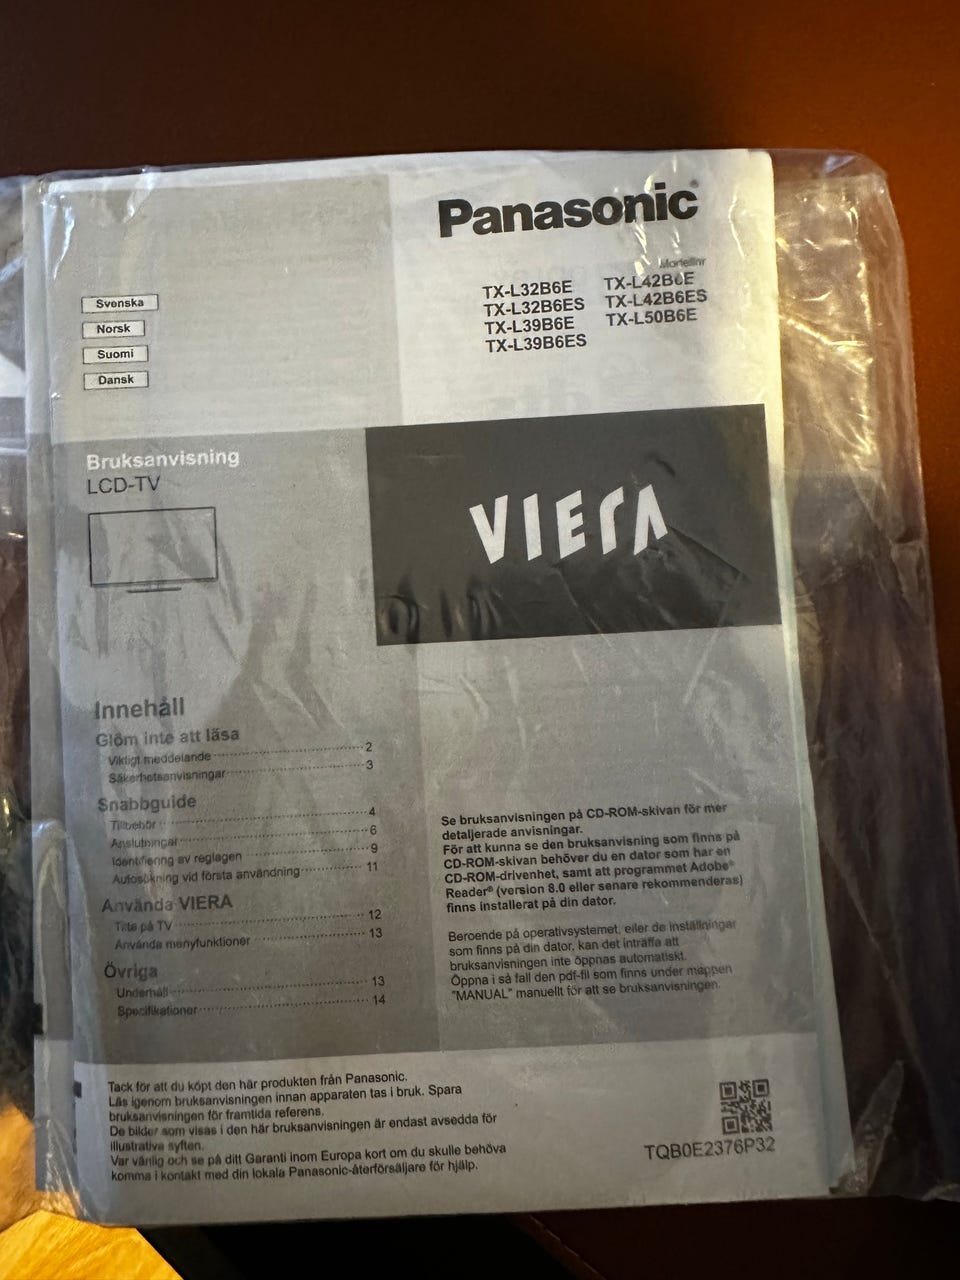 Panasonic®
Modellnr
TX-L32B6E TX-L42B6E
TX-L32B6ES TX-L42B6ES
TX-L39B6E TX-L50B6E
TX-L39B6ES
Svenska
Norsk
Suomi
Dansk
Bruksanvisning
LCD-TV
VIERA
Innehåll
Glöm inte att läsa
Viktigt meddelande 2
Säkerhetsanvisningar 3
Snabbguide
Tillbehör 4
Anslutningar 6
Identifiering av reglagen 9
Autosökning vid första användning 11
Använda VIERA
Titta på TV 12
Använda menyfunktioner 13
Övriga
Underhåll 13
Specifikationer 14
Se bruksanvisningen på CD-ROM-skivan för mer
detaljerade anvisningar.
För att kunna se den bruksanvisning som finns på
CD-ROM-skivan behöver du en dator som har en
CD-ROM-drivenhet, samt att programmet Adobe®
Reader® (version 8.0 eller senare rekommenderas)
finns installerat på din dator.
Beroende på operativsystemet, eller de inställningar
som finns på din dator, kan det inträffa att
bruksanvisningen inte öppnas automatiskt.
Öppna i så fall den pdf-fil som finns under mappen
"MANUAL" manuellt för att se bruksanvisningen.
Tack för att du köpt den här produkten från Panasonic.
Läs igenom bruksanvisningen innan apparaten tas i bruk. Spara
bruksanvisningen för framtida referens.
De bilder som visas i den här bruksanvisningen är endast avsedda för
illustrativa syften.
Var vänlig och se på ditt Garanti inom Europa kort om du skulle behöva
komma i kontakt med din lokala Panasonic-återförsäljare för hjälp.
TQB0E2376P32